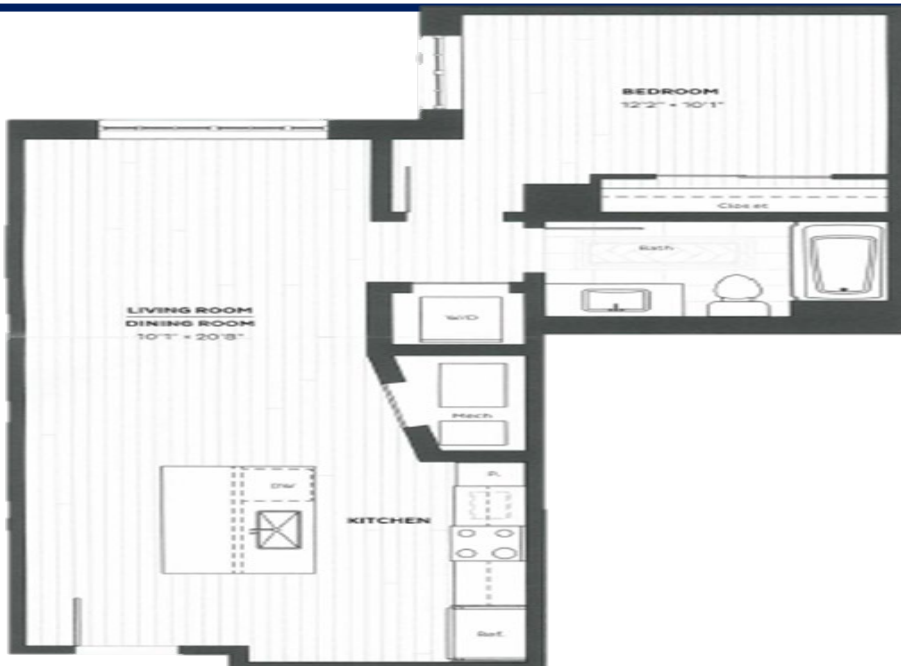 BEDROOM
12'2" × 10'1"
Closet
Bath
LIVING ROOM
DINING ROOM
10'1" × 20'8"
W/D
Mech
P.
DW
KITCHEN
Ref.